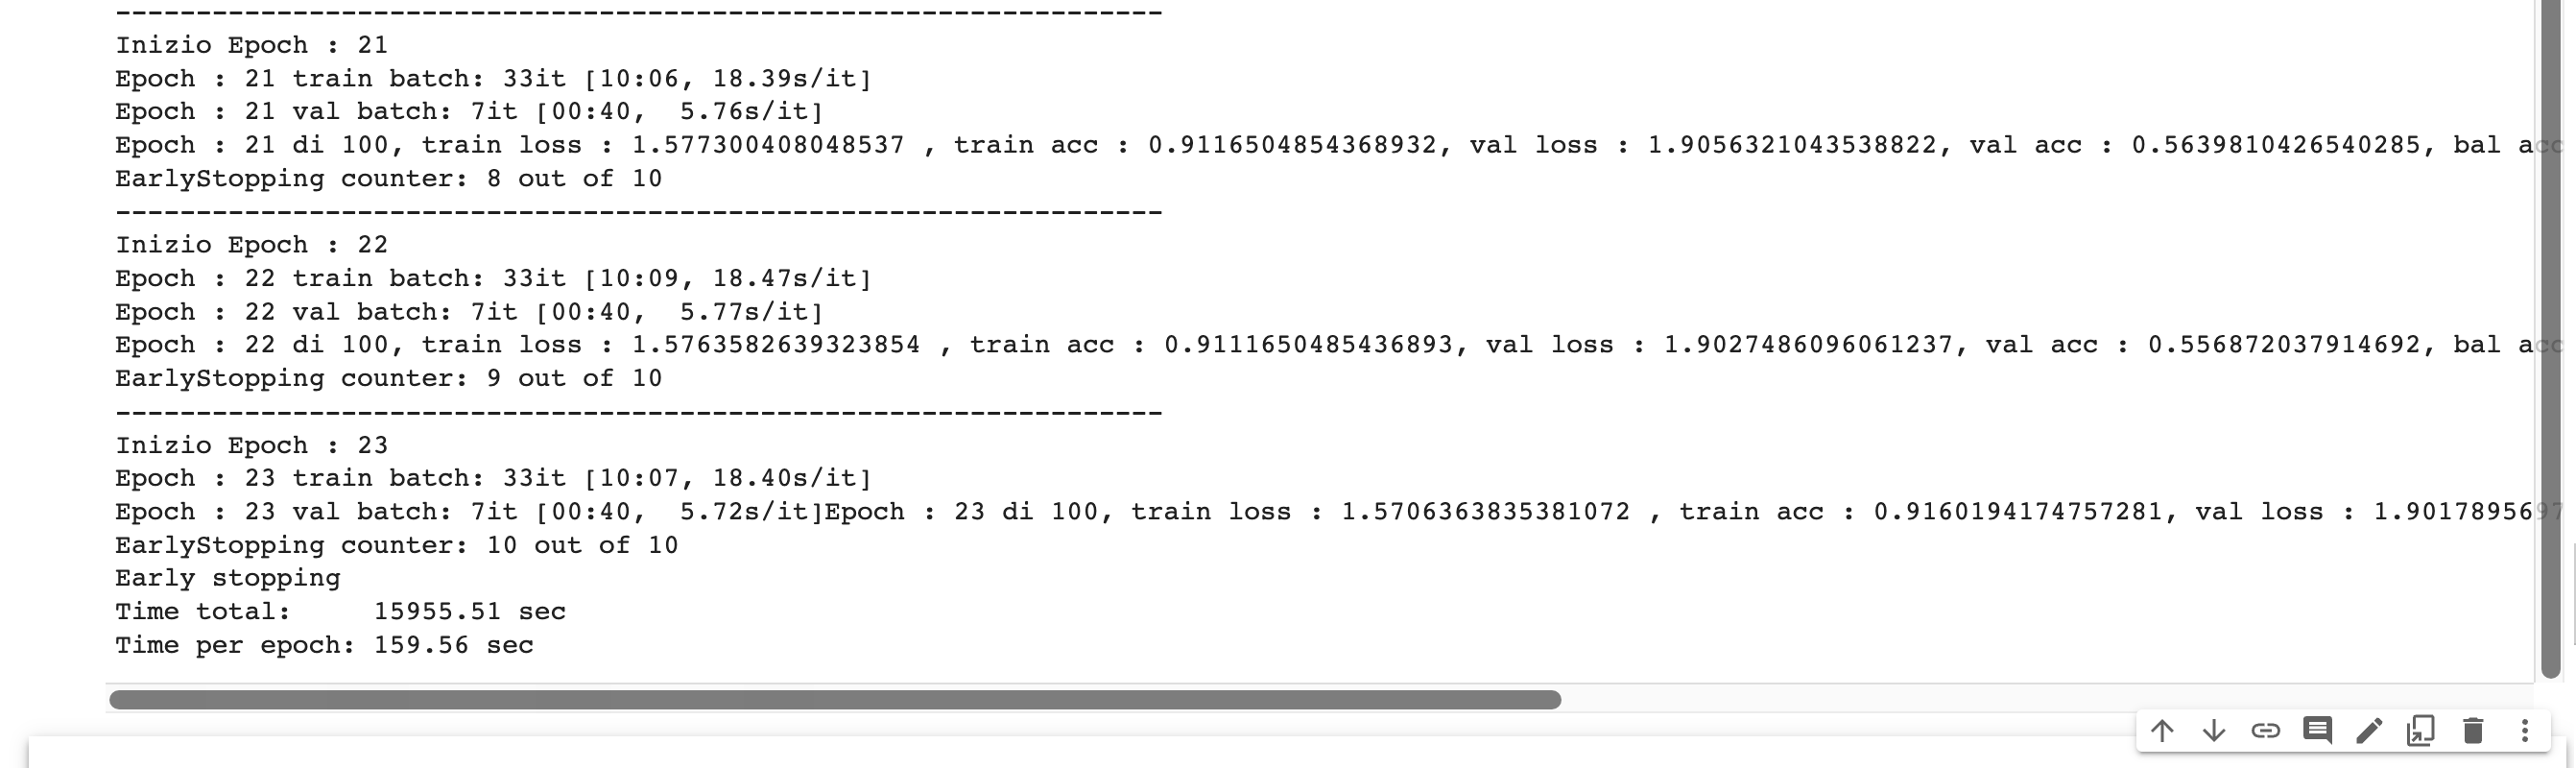 -----------------------------------------------------------------
Inizio Epoch : 21
Epoch : 21 train batch: 33it [10:06, 18.39s/it]
Epoch : 21 val batch: 7it [00:40,  5.76s/it]
Epoch : 21 di 100, train loss : 1.577300408048537 , train acc : 0.9116504854368932, val loss : 1.9056321043538822, val acc : 0.5639810426540285, bal acc
EarlyStopping counter: 8 out of 10
-----------------------------------------------------------------
Inizio Epoch : 22
Epoch : 22 train batch: 33it [10:09, 18.47s/it]
Epoch : 22 val batch: 7it [00:40,  5.77s/it]
Epoch : 22 di 100, train loss : 1.5763582639323854 , train acc : 0.9111650485436893, val loss : 1.9027486096061237, val acc : 0.556872037914692, bal acc
EarlyStopping counter: 9 out of 10
-----------------------------------------------------------------
Inizio Epoch : 23
Epoch : 23 train batch: 33it [10:07, 18.40s/it]
Epoch : 23 val batch: 7it [00:40,  5.72s/it]Epoch : 23 di 100, train loss : 1.5706363835381072 , train acc : 0.9160194174757281, val loss : 1.9017895697
EarlyStopping counter: 10 out of 10
Early stopping
Time total:     15955.51 sec
Time per epoch: 159.56 sec